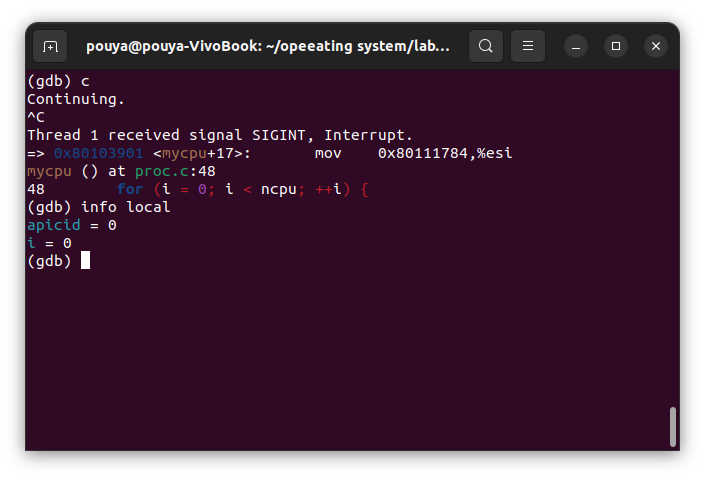 pouya@pouya-VivoBook: ~/opeeating system/lab...
(gdb) c
Continuing.
^C
Thread 1 received signal SIGINT, Interrupt.
=> 0x80103901 <mycpu+17>:       mov    0x80111784,%esi
mycpu () at proc.c:48
48        for (i = 0; i < ncpu; ++i) {
(gdb) info local
apicid = 0
i = 0
(gdb)